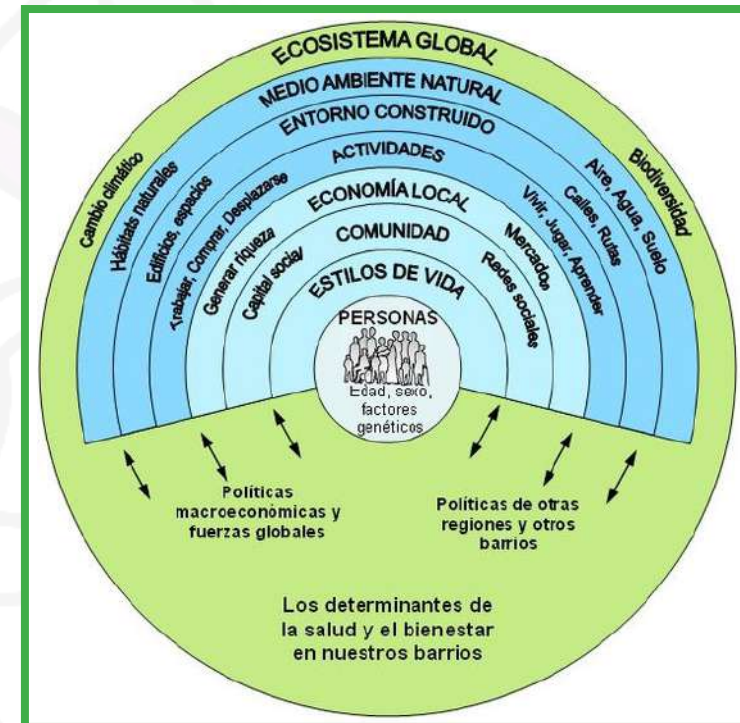 ECOSISTEMA GLOBAL
Cambio climático
Biodiversidad
MEDIO AMBIENTE NATURAL
Hábitats naturales
Aire, Agua, Suelo
ENTORNO CONSTRUIDO
Edificios, espacios
Calles, Rutas
ACTIVIDADES
Trabajar, Comprar, Desplazarse
Vivir, Jugar, Aprender
ECONOMÍA LOCAL
Generar riqueza
Mercados
COMUNIDAD
Capital social
Redes sociales
ESTILOS DE VIDA
PERSONAS
Edad, sexo,
factores
genéticos
Políticas
macroeconómicas y
fuerzas globales
Políticas de otras
regiones y otros
barrios
Los determinantes de
la salud y el bienestar
en nuestros barrios